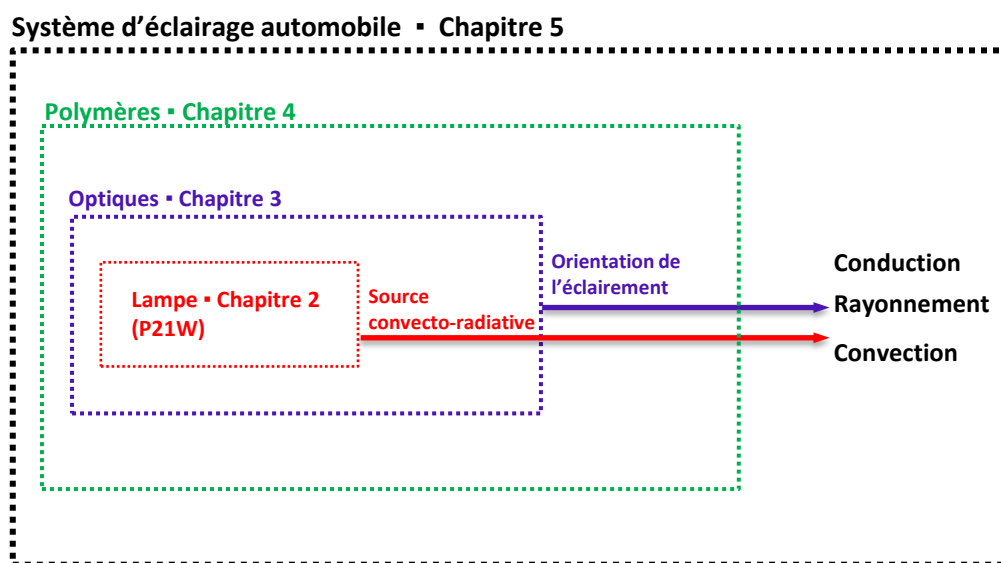 Système d’éclairage automobile ▪ Chapitre 5
Polymères ▪ Chapitre 4
Optiques ▪ Chapitre 3
Lampe ▪ Chapitre 2
(P21W)
Source
convecto-radiative
Orientation de
l’éclairement
Conduction
Rayonnement
Convection